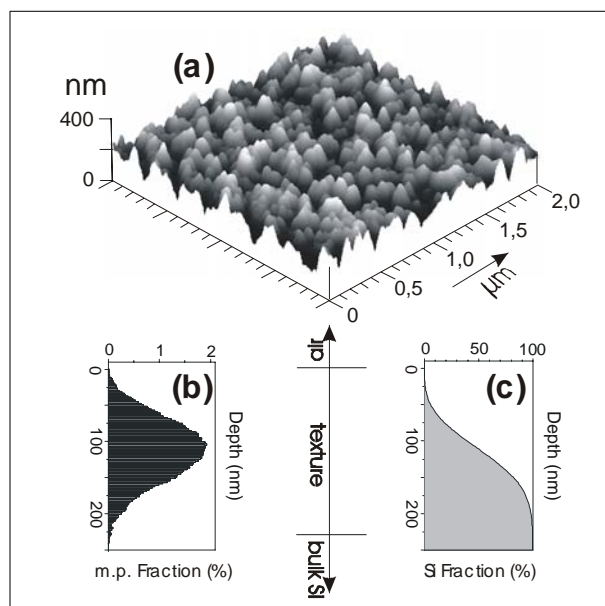 (a)
nm
400
0
2,0
1,5
1,0
0,5
0
µm
0 1 2
(b)
0
100
200
Depth (nm)
m.p. Fraction (%)
air
texture
bulk Si
0 50 100
(c)
0
100
200
Depth (nm)
Si Fraction (%)